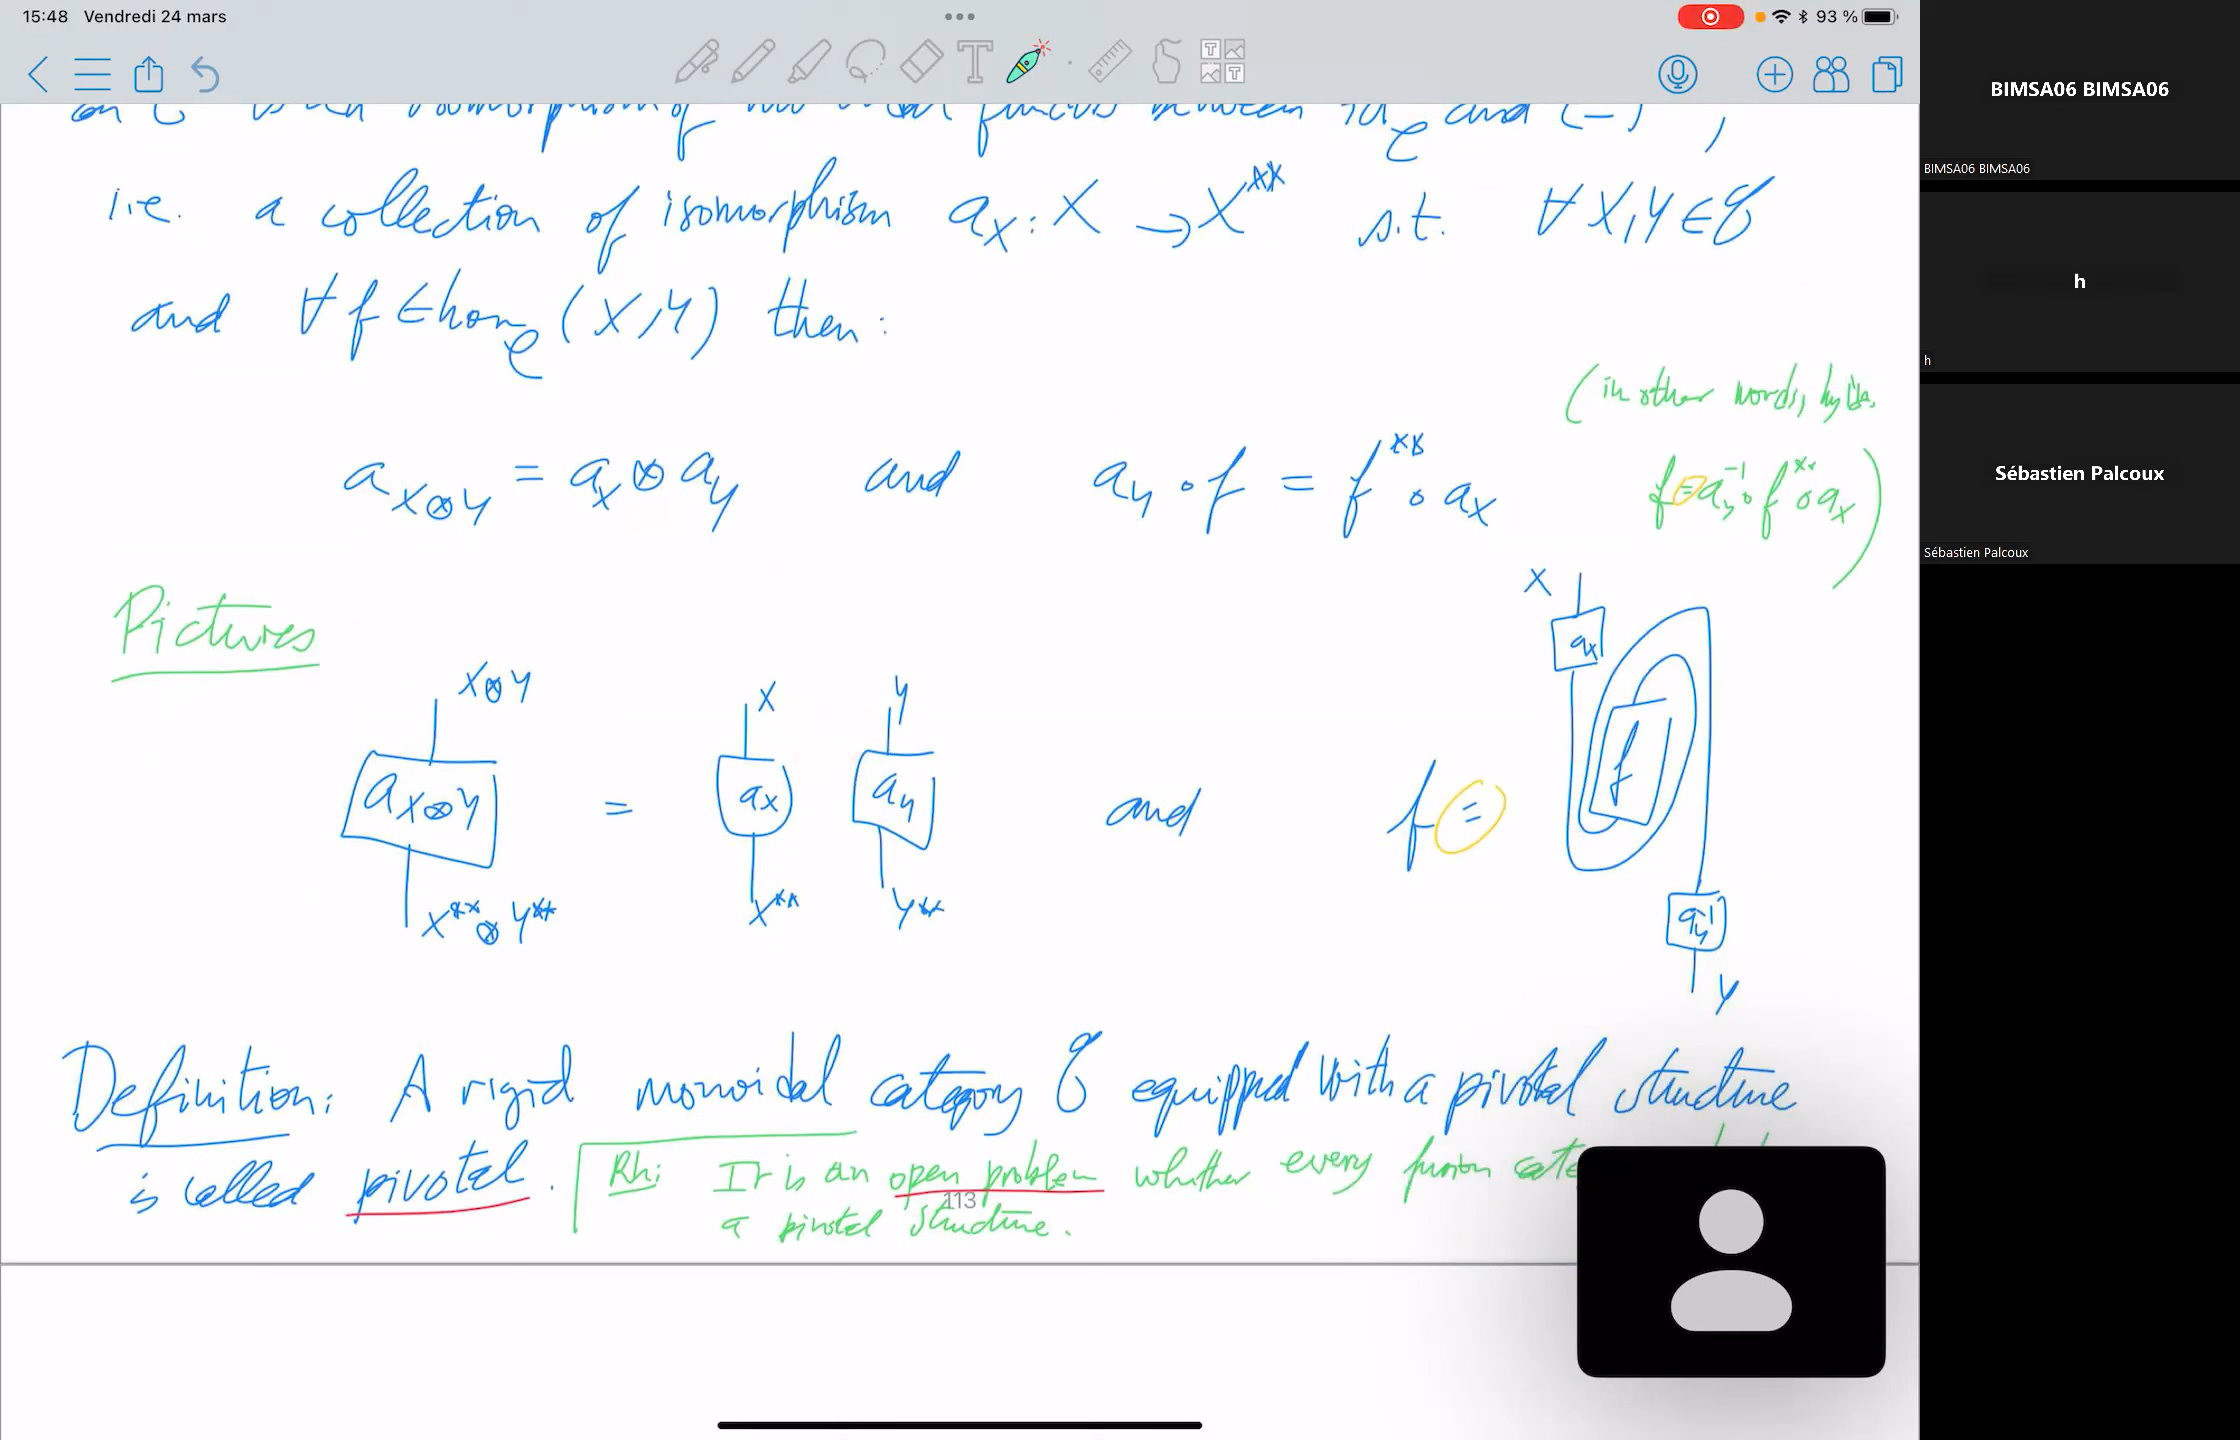 15:48 Vendredi 24 mars
93 %
and
i.e. a collection of isomorphism a_X : X → X** s.t. ∀ X, Y ∈ 𝒞
and ∀ f ∈ hom_𝒞 (X, Y) then :
(in other words,
a_{X⊗Y} = a_X ⊗ a_Y and a_Y ∘ f = f** ∘ a_X
f = a_Y^{-1} ∘ f** ∘ a_X)
Pictures
X⊗Y X Y X
a_X
a_{X⊗Y} = a_X a_Y and f = f
X** ⊗ Y** X** Y**
a_Y^{-1}
Y
Definition: A rigid monoidal category 𝒞 equipped with a pivotal structure
is called pivotal. Rk: It is an open problem whether every fusion cate
a pivotal structure.
113
BIMSA06 BIMSA06
BIMSA06 BIMSA06
h
h
Sébastien Palcoux
Sébastien Palcoux